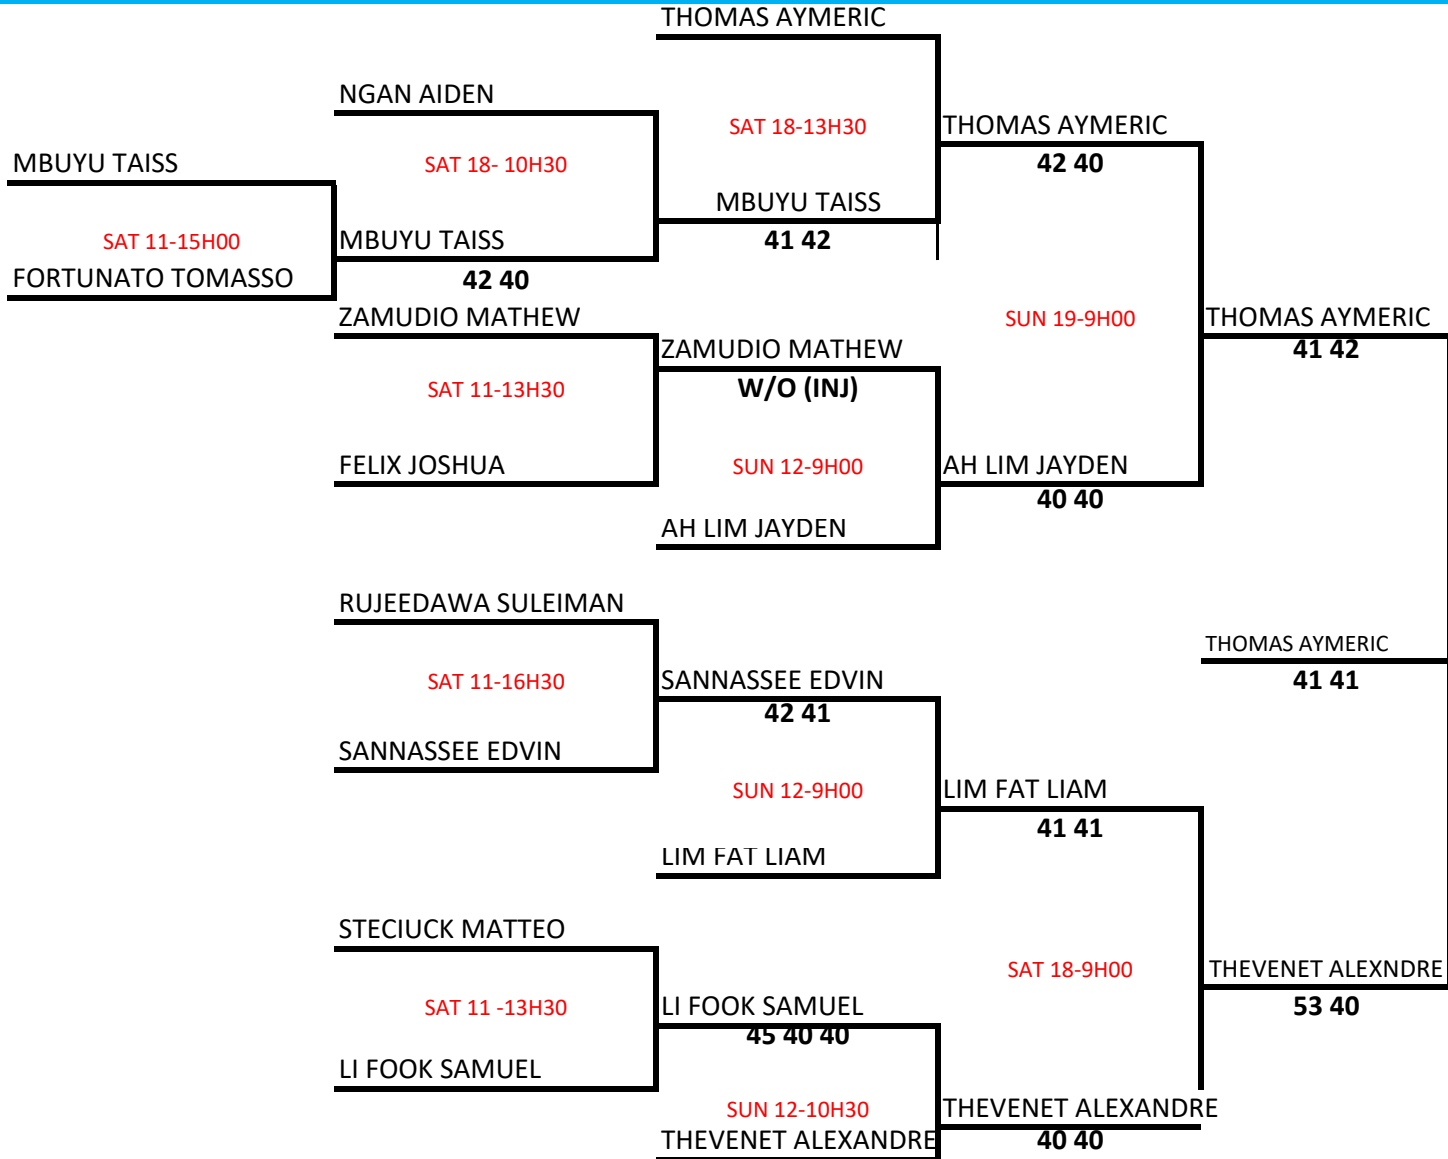 THOMAS AYMERIC
NGAN AIDEN
SAT 18-13H30
THOMAS AYMERIC
MBUYU TAISS
SAT 18- 10H30
42 40
MBUYU TAISS
SAT 11-15H00
MBUYU TAISS
41 42
FORTUNATO TOMASSO
42 40
ZAMUDIO MATHEW
SUN 19-9H00
THOMAS AYMERIC
ZAMUDIO MATHEW
41 42
SAT 11-13H30
W/O (INJ)
FELIX JOSHUA
SUN 12-9H00
AH LIM JAYDEN
40 40
AH LIM JAYDEN
RUJEEDAWA SULEIMAN
THOMAS AYMERIC
SAT 11-16H30
SANNASSEE EDVIN
41 41
42 41
SANNASSEE EDVIN
SUN 12-9H00
LIM FAT LIAM
41 41
LIM FAT LIAM
STECIUCK MATTEO
SAT 18-9H00
THEVENET ALEXNDRE
SAT 11 -13H30
LI FOOK SAMUEL
53 40
45 40 40
LI FOOK SAMUEL
SUN 12-10H30
THEVENET ALEXANDRE
THEVENET ALEXANDRE
40 40